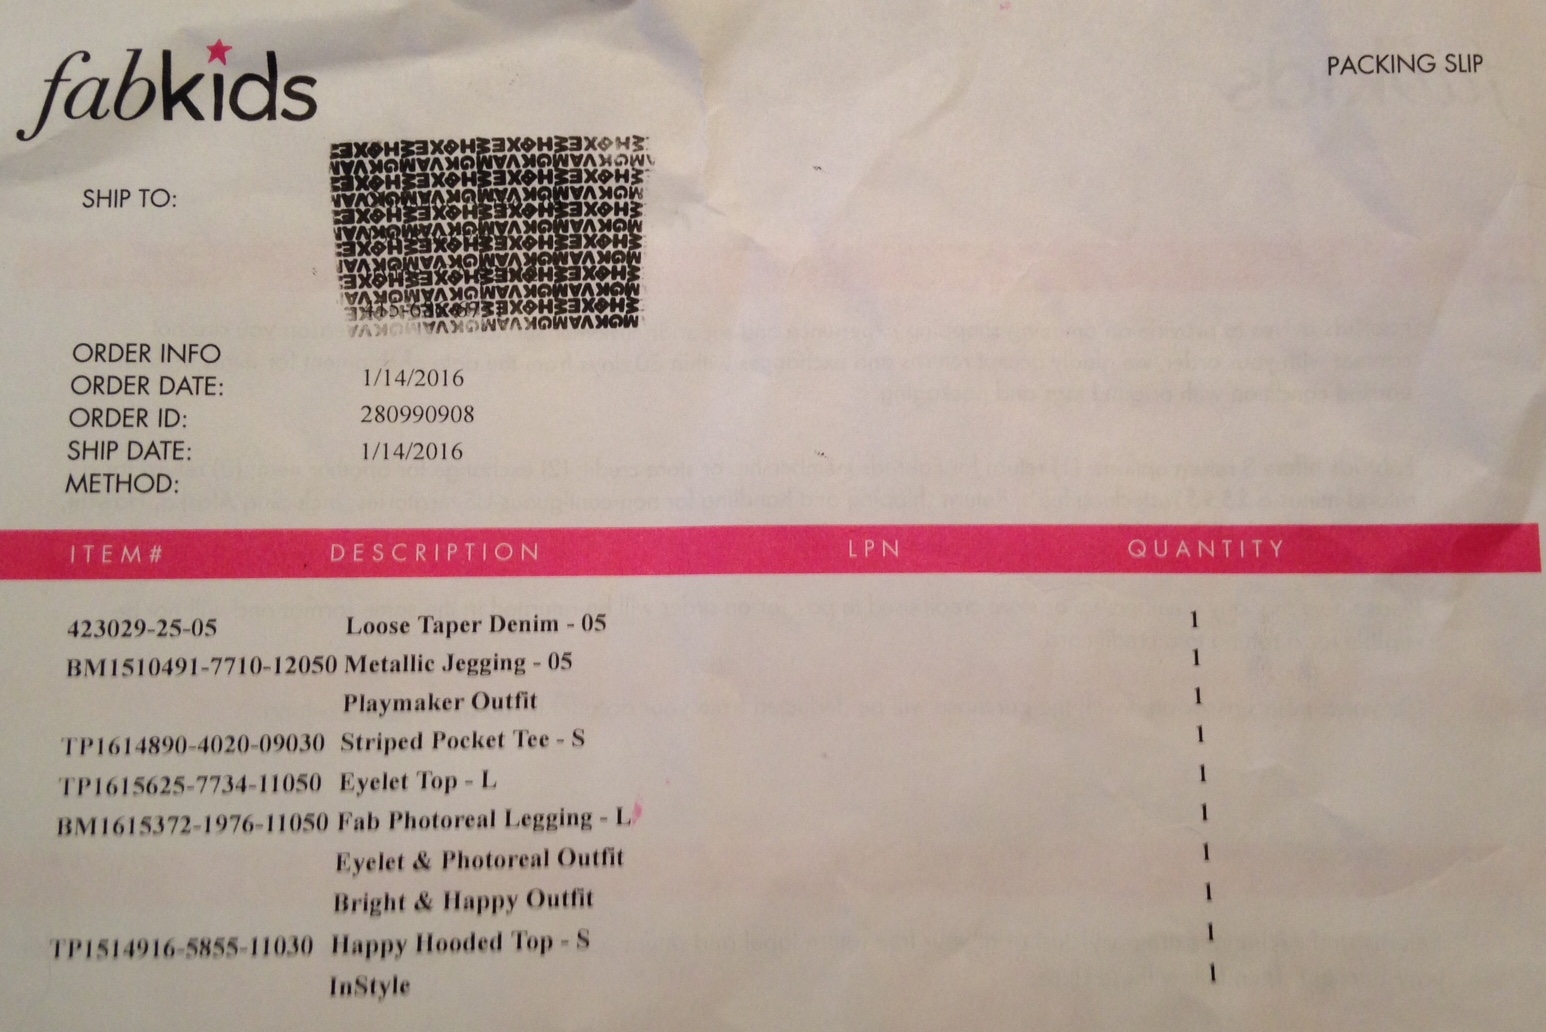 fabkids
PACKING SLIP
SHIP TO:
ORDER INFO
ORDER DATE: 1/14/2016
ORDER ID: 280990908
SHIP DATE: 1/14/2016
METHOD:
ITEM# DESCRIPTION LPN QUANTITY
423029-25-05 Loose Taper Denim - 05 1
BM1510491-7710-12050 Metallic Jegging - 05 1
Playmaker Outfit 1
TP1614890-4020-09030 Striped Pocket Tee - S 1
TP1615625-7734-11050 Eyelet Top - L 1
BM1615372-1976-11050 Fab Photoreal Legging - L 1
Eyelet & Photoreal Outfit 1
Bright & Happy Outfit 1
TP1514916-5855-11030 Happy Hooded Top - S 1
InStyle 1